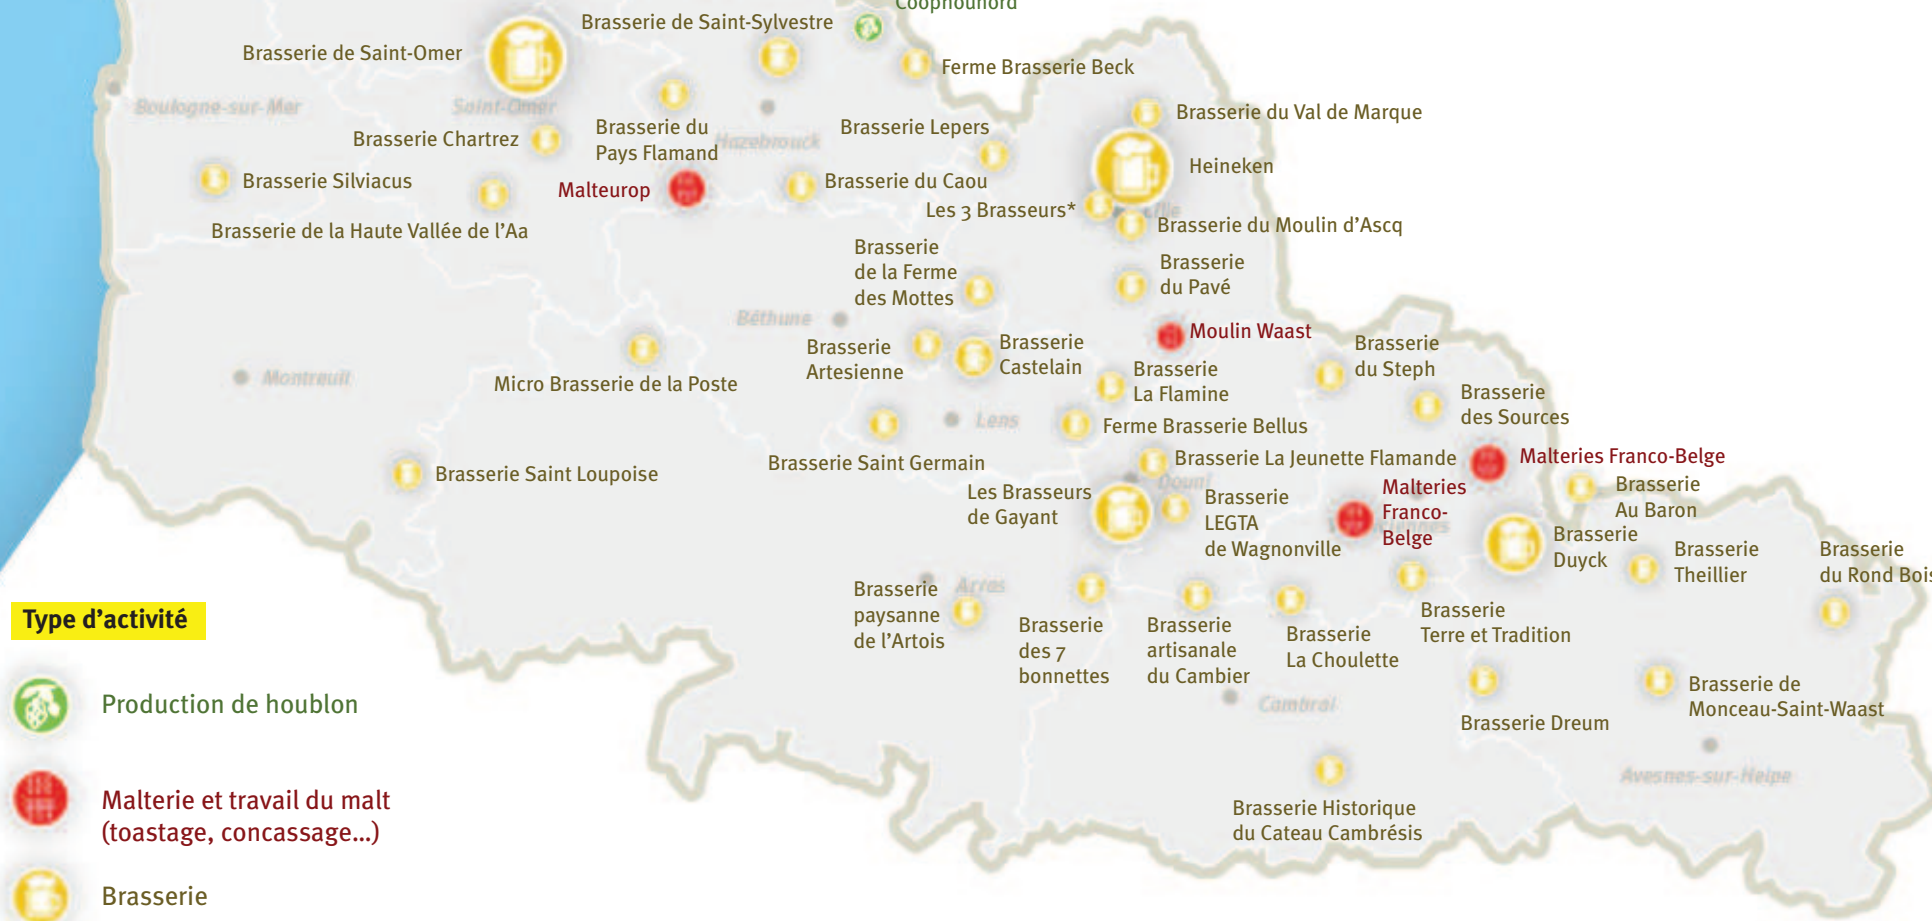 Coophounord
Brasserie de Saint-Sylvestre
Brasserie de Saint-Omer
Ferme Brasserie Beck
Boulogne-sur-Mer
Saint-Omer
Brasserie du Val de Marque
Brasserie Chartrez
Brasserie du
Pays Flamand
Hazebrouck
Brasserie Lepers
Heineken
Brasserie Silviacus
Malteurop
Brasserie du Caou
Les 3 Brasseurs*
Lille
Brasserie du Moulin d'Ascq
Brasserie de la Haute Vallée de l'Aa
Brasserie
de la Ferme
des Mottes
Brasserie
du Pavé
Béthune
Moulin Waast
Brasserie
Artesienne
Brasserie
Castelain
Brasserie
du Steph
Montreuil
Micro Brasserie de la Poste
Brasserie
La Flamine
Brasserie
des Sources
Lens
Ferme Brasserie Bellus
Brasserie Saint Germain
Brasserie La Jeunette Flamande
Malteries Franco-Belge
Brasserie Saint Loupoise
Douai
Les Brasseurs
de Gayant
Brasserie
LEGTA
de Wagnonville
Malteries
Franco-
Belge
Brasserie
Au Baron
Brasserie
Duyck
Brasserie
Theillier
Brasserie
du Rond Bois
Arras
Brasserie
paysanne
de l'Artois
Brasserie
des 7
bonnettes
Brasserie
artisanale
du Cambier
Brasserie
La Choulette
Brasserie
Terre et Tradition
Cambrai
Brasserie Dreum
Brasserie de
Monceau-Saint-Waast
Avesnes-sur-Helpe
Brasserie Historique
du Cateau Cambrésis
Type d'activité
Production de houblon
Malterie et travail du malt
(toastage, concassage...)
Brasserie